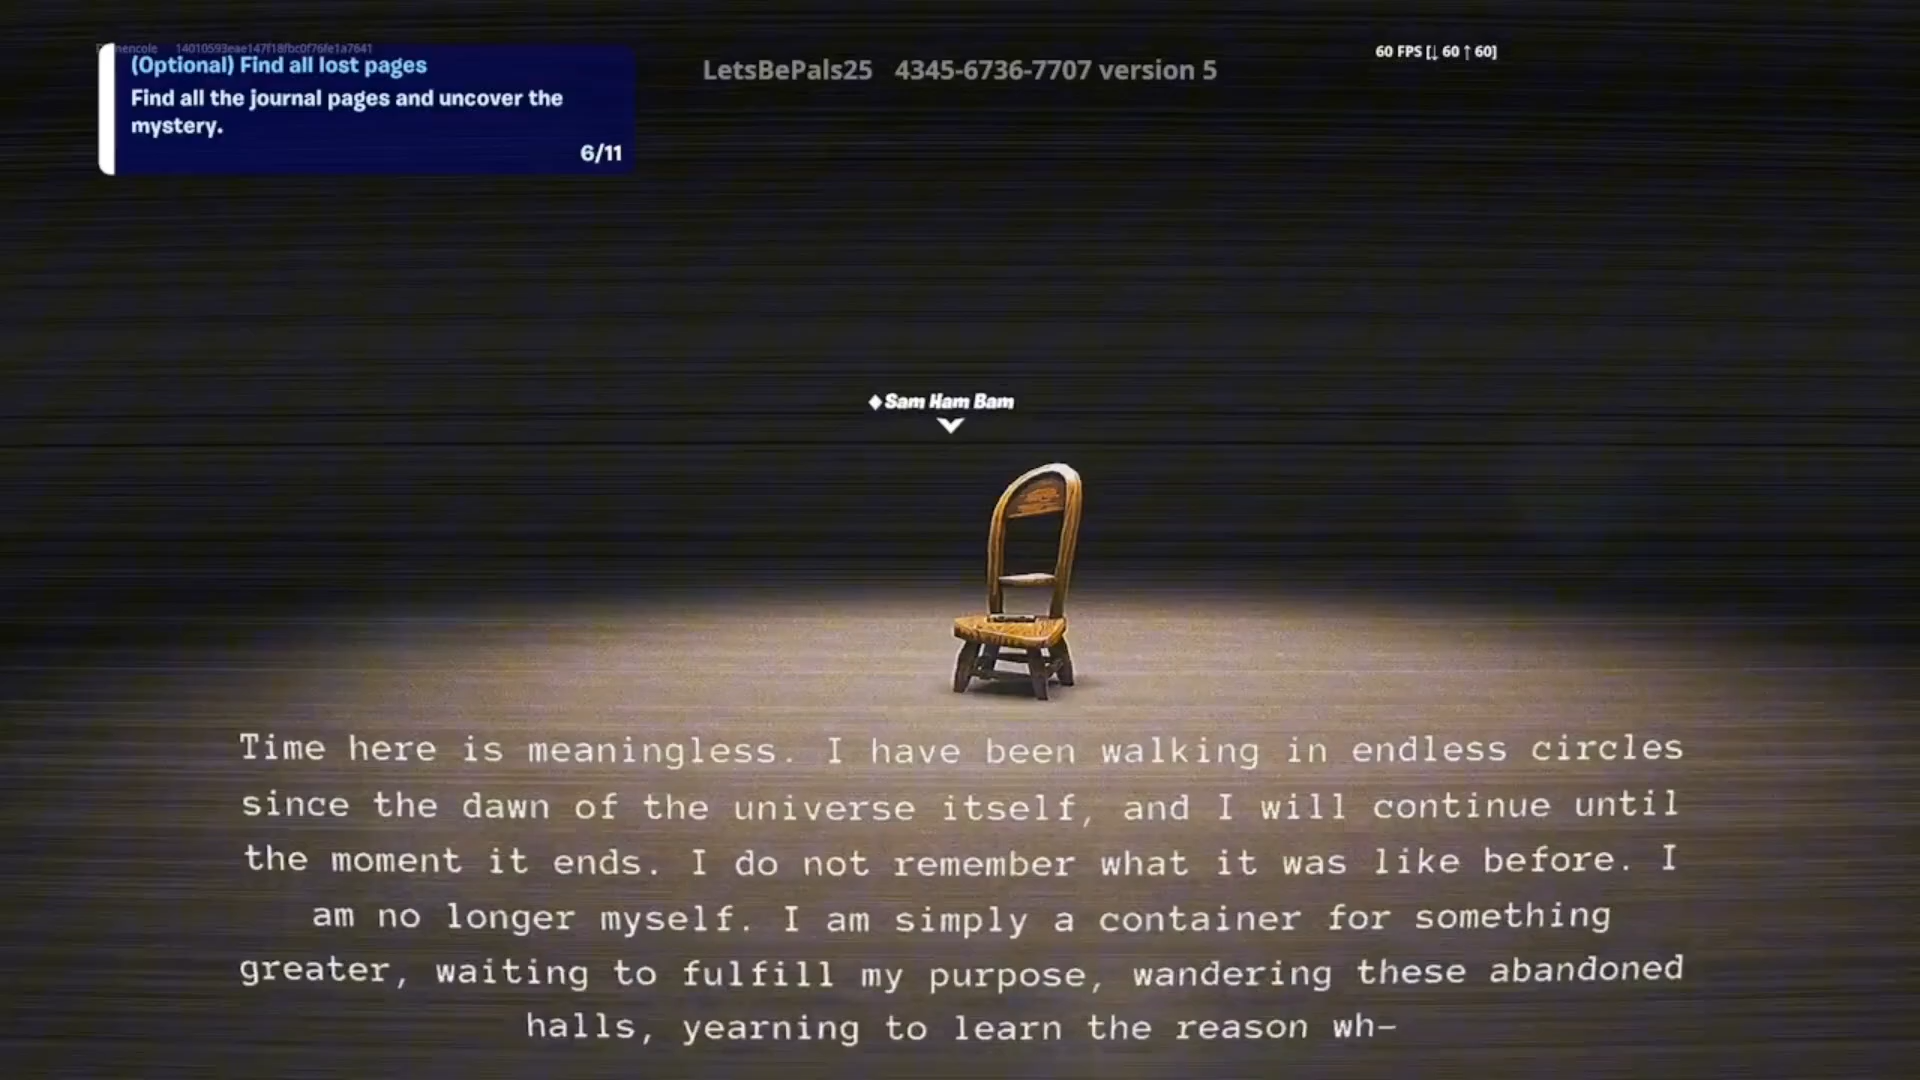 14010593eae147f18fbc0f76fe1a7641
(Optional) Find all lost pages
Find all the journal pages and uncover the
mystery.
6/11
LetsBePals25 4345-6736-7707 version 5
60 FPS [↓ 60 ↑ 60]
Sam Ham Bam
Time here is meaningless. I have been walking in endless circles
since the dawn of the universe itself, and I will continue until
the moment it ends. I do not remember what it was like before. I
am no longer myself. I am simply a container for something
greater, waiting to fulfill my purpose, wandering these abandoned
halls, yearning to learn the reason wh-